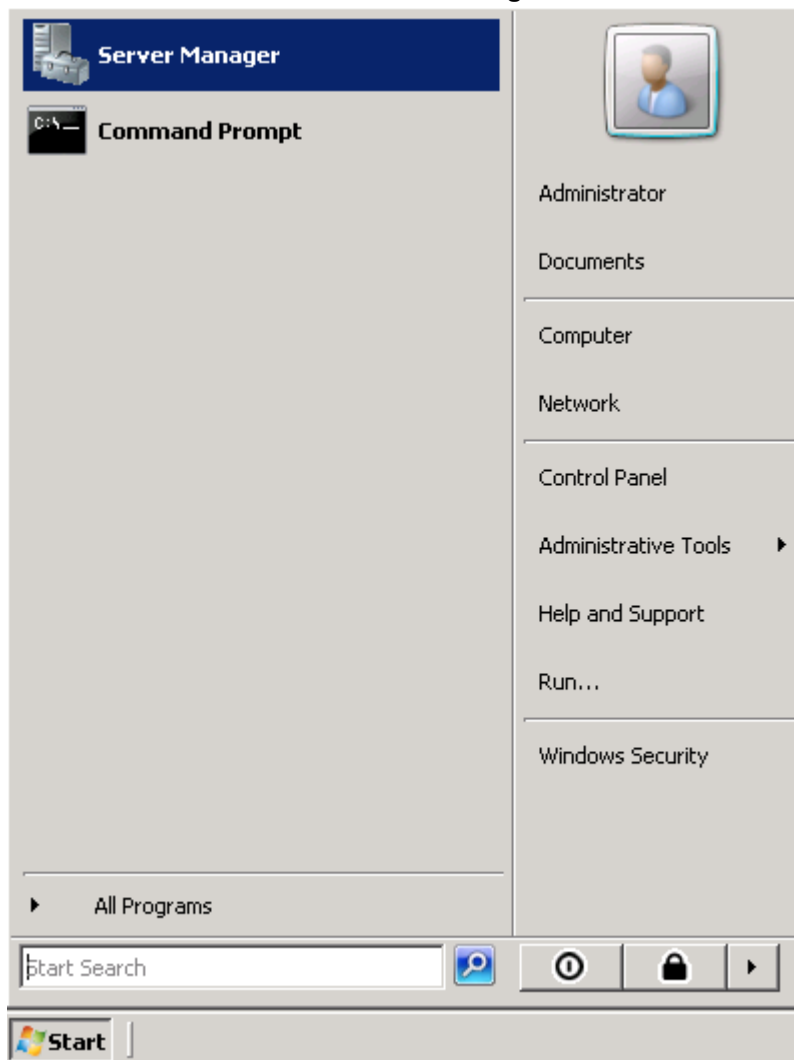 Server Manager
C:\_
Command Prompt
Administrator
Documents
Computer
Network
Control Panel
Administrative Tools
Help and Support
Run...
Windows Security
All Programs
Start Search
Start